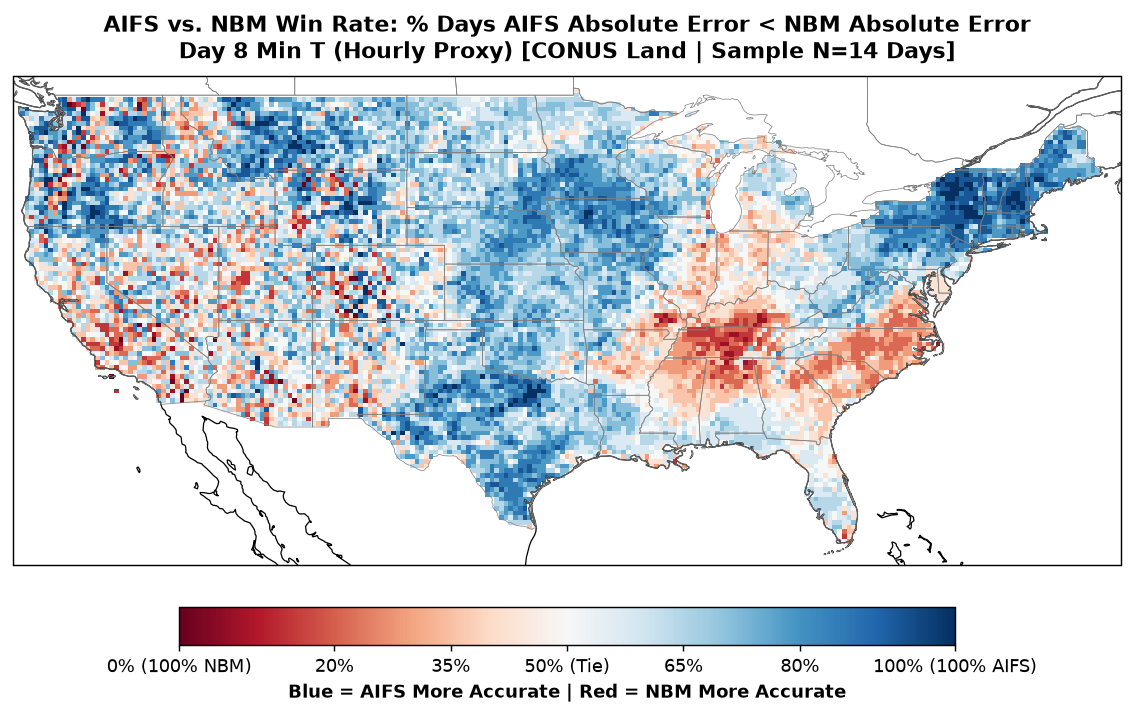 AIFS vs. NBM Win Rate: % Days AIFS Absolute Error < NBM Absolute Error
Day 8 Min T (Hourly Proxy) [CONUS Land | Sample N=14 Days]
0% (100% NBM) 20% 35% 50% (Tie) 65% 80% 100% (100% AIFS)
Blue = AIFS More Accurate | Red = NBM More Accurate